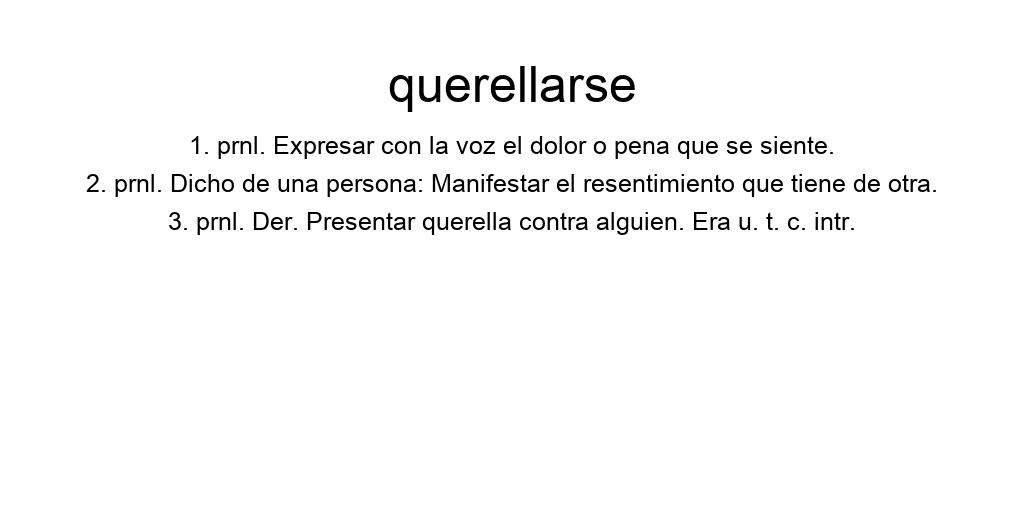 querellarse
1. prnl. Expresar con la voz el dolor o pena que se siente.
2. prnl. Dicho de una persona: Manifestar el resentimiento que tiene de otra.
3. prnl. Der. Presentar querella contra alguien. Era u. t. c. intr.